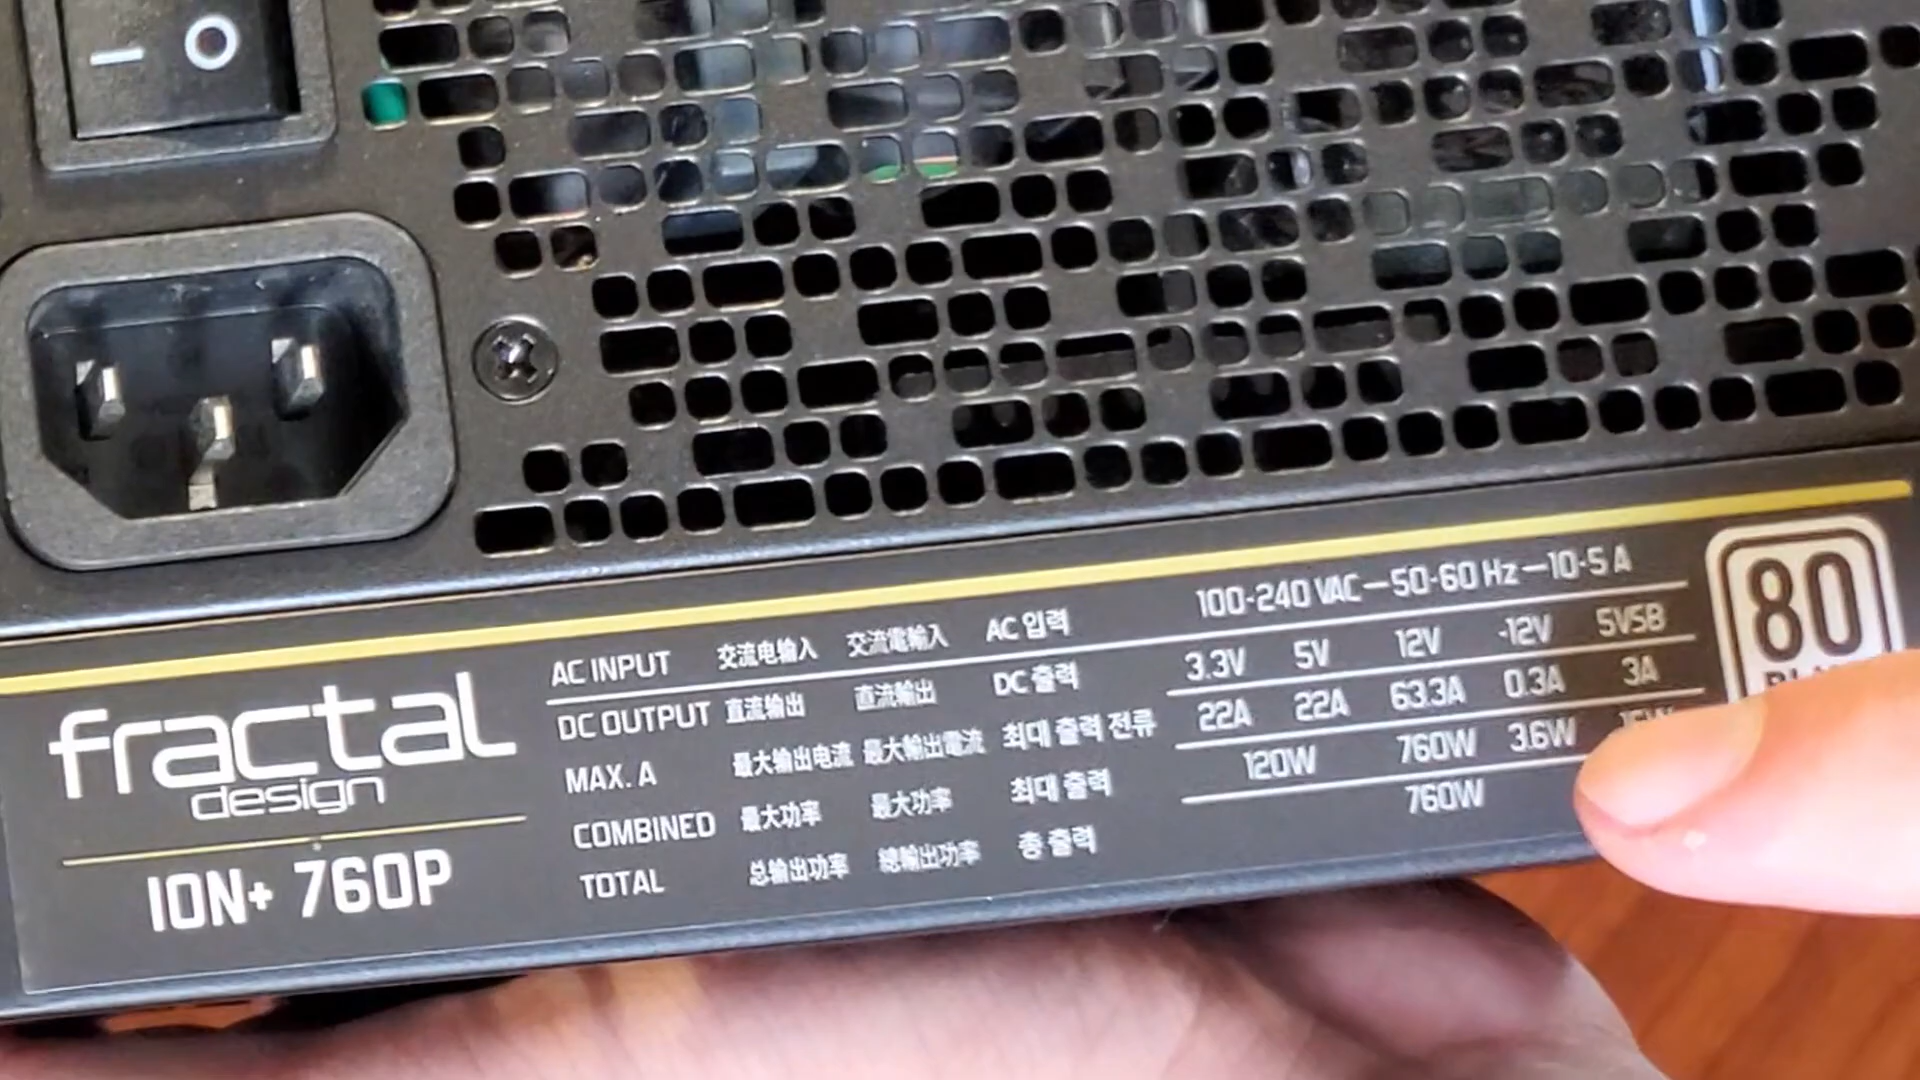 fractal
design
ION+ 760P
AC INPUT 交流电输入 交流電輸入 AC 입력 100-240 VAC—50-60 Hz—10-5 A
DC OUTPUT 直流输出 直流輸出 DC 출력 3.3V 5V 12V -12V 5VSB
MAX. A 最大输出电流 最大輸出電流 최대 출력 전류 22A 22A 63.3A 0.3A 3A
COMBINED 最大功率 最大功率 최대 출력 120W 760W 3.6W
TOTAL 总输出功率 總輸出功率 총 출력 760W
80